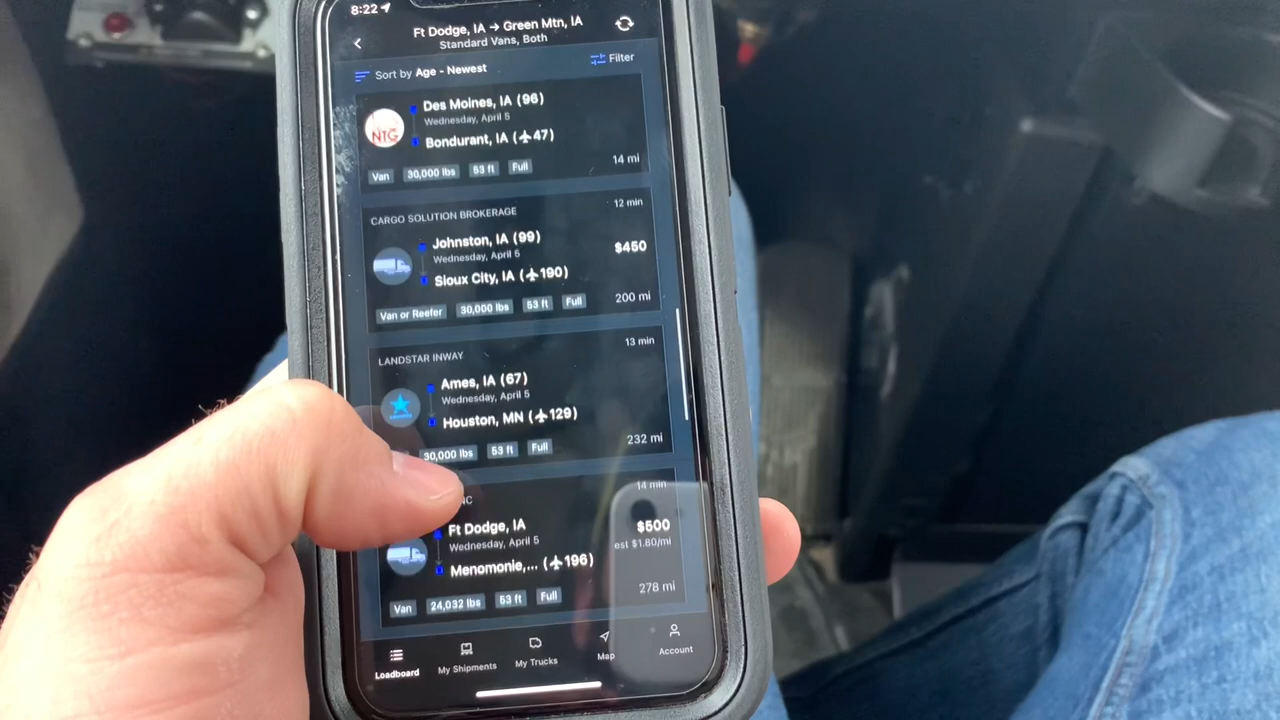 8:22
Ft Dodge, IA → Green Mtn, IA
Standard Vans, Both
Sort by Age - Newest
Filter
NTG
Des Moines, IA (96)
Wednesday, April 5
Bondurant, IA (✈47)
Van 30,000 lbs 53 ft Full 14 mi
CARGO SOLUTION BROKERAGE 12 min
Johnston, IA (99)
Wednesday, April 5
$450
Sioux City, IA (✈190)
Van or Reefer 30,000 lbs 53 ft Full 200 mi
LANDSTAR INWAY 13 min
Ames, IA (67)
Wednesday, April 5
Houston, MN (✈129)
30,000 lbs 53 ft Full 232 mi
NC 14 min
Ft Dodge, IA
$500
Wednesday, April 5
est $1.80/mi
Menomonie,... (✈196)
Van 24,032 lbs 53 ft Full 278 mi
Loadboard My Shipments My Trucks Map Account